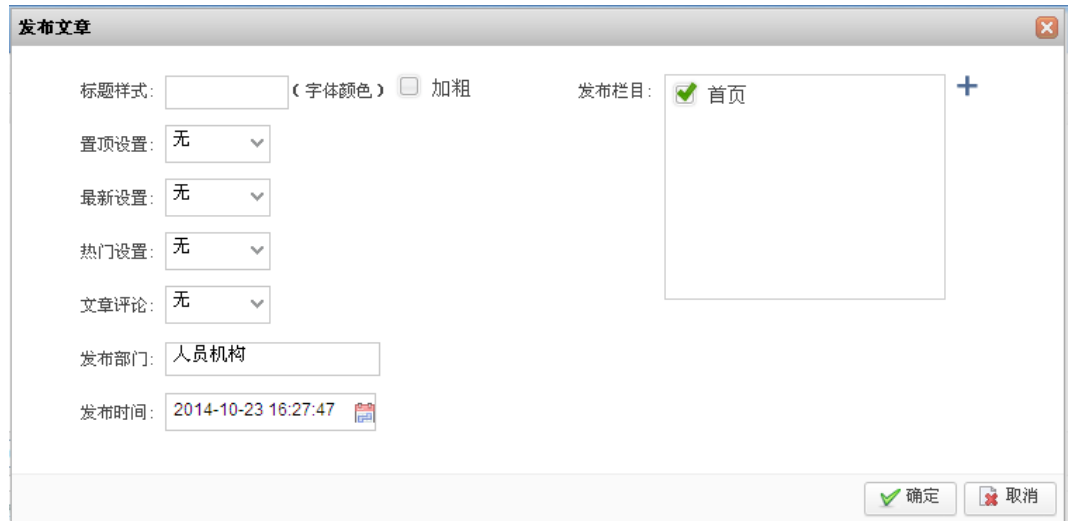 发布文章
标题样式: (字体颜色) 加粗
发布栏目: 首页
置顶设置: 无
最新设置: 无
热门设置: 无
文章评论: 无
发布部门: 人员机构
发布时间: 2014-10-23 16:27:47
确定 取消